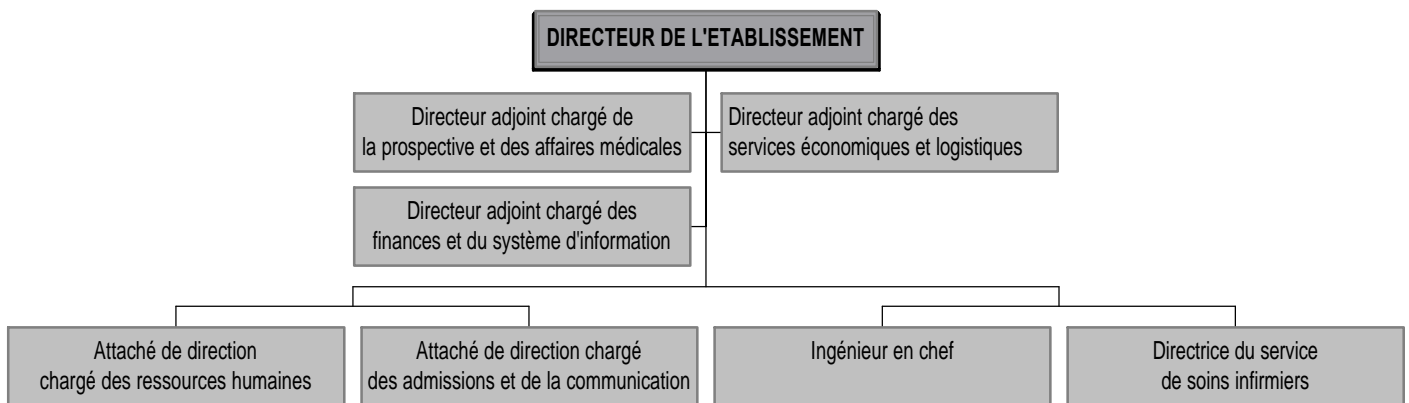 DIRECTEUR DE L'ETABLISSEMENT
Directeur adjoint chargé de
la prospective et des affaires médicales
Directeur adjoint chargé des
services économiques et logistiques
Directeur adjoint chargé des
finances et du système d'information
Attaché de direction
chargé des ressources humaines
Attaché de direction chargé
des admissions et de la communication
Ingénieur en chef
Directrice du service
de soins infirmiers